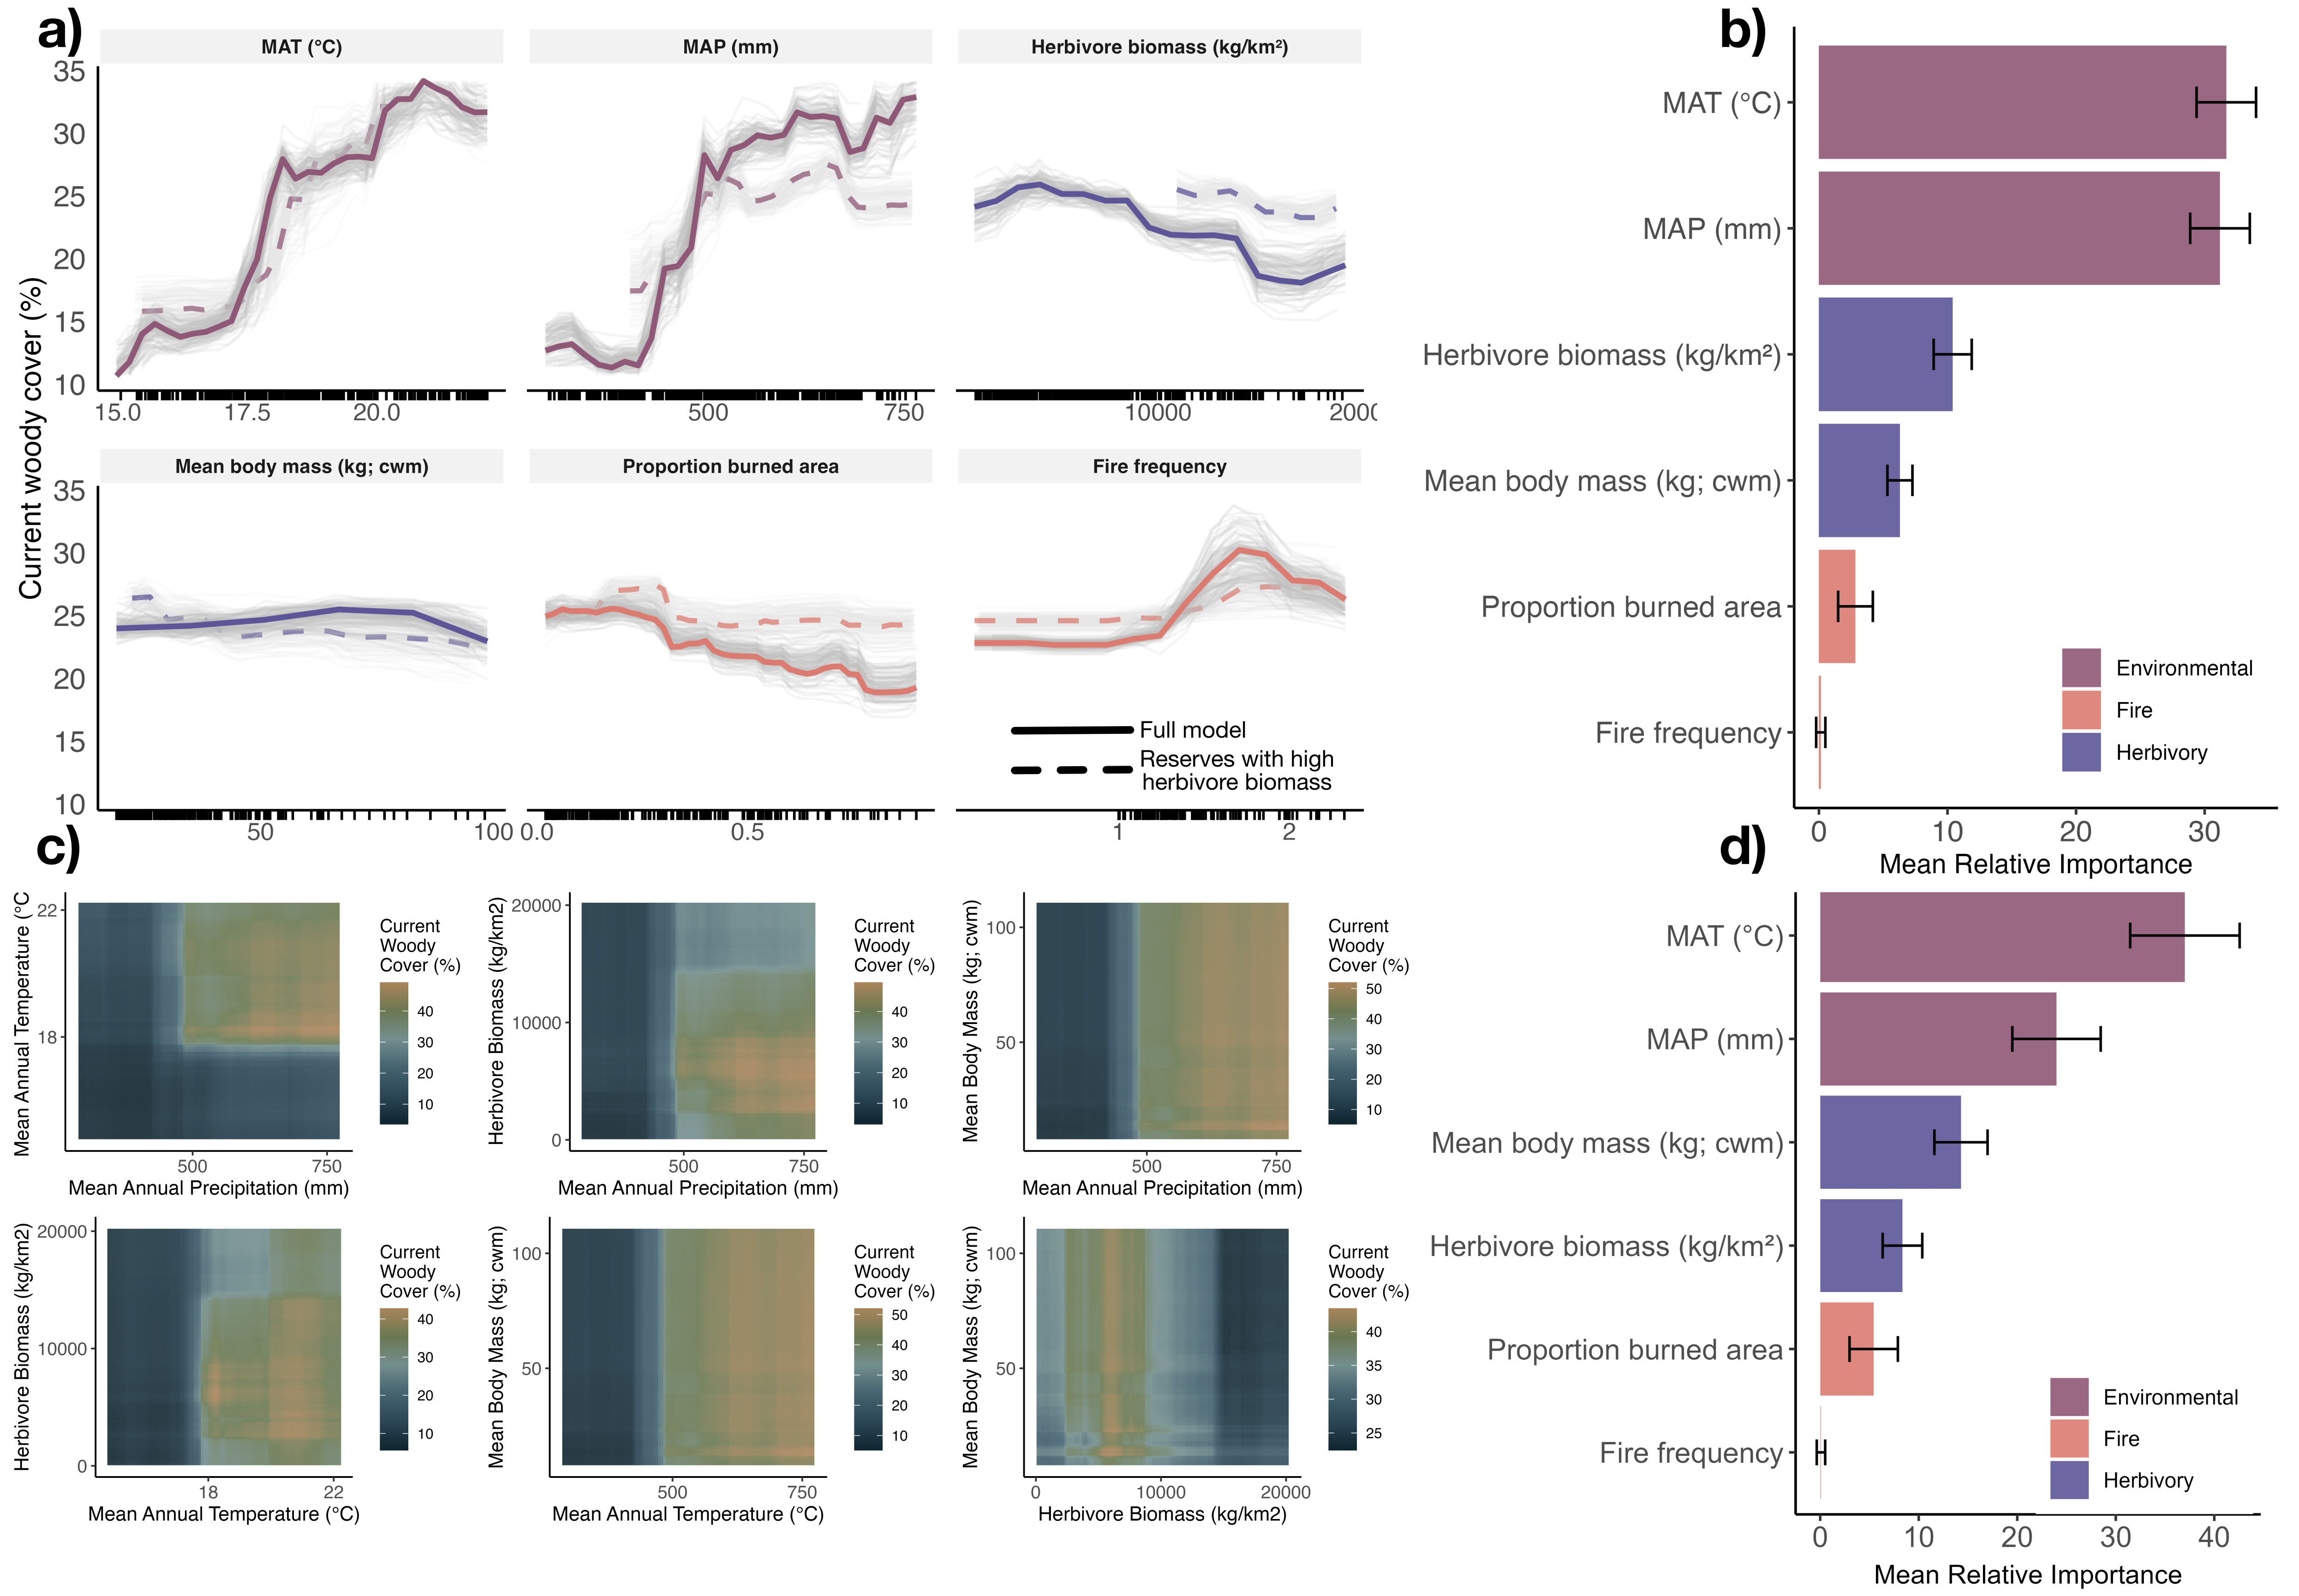 a)
MAT (°C)
MAP (mm)
Herbivore biomass (kg/km²)
Current woody cover (%)
35
30
25
20
15
10
15.0
17.5
20.0
500
750
10000
2000
Mean body mass (kg; cwm)
Proportion burned area
Fire frequency
35
30
25
20
15
10
Full model
Reserves with high
herbivore biomass
50
100
0.0
0.5
1
2
b)
MAT (°C)
MAP (mm)
Herbivore biomass (kg/km²)
Mean body mass (kg; cwm)
Proportion burned area
Fire frequency
Environmental
Fire
Herbivory
0
10
20
30
Mean Relative Importance
c)
Mean Annual Temperature (°C
22
18
500
750
Mean Annual Precipitation (mm)
Current
Woody
Cover (%)
40
30
20
10
Herbivore Biomass (kg/km2)
20000
10000
0
500
750
Mean Annual Precipitation (mm)
Current
Woody
Cover (%)
40
30
20
10
Mean Body Mass (kg; cwm)
100
50
500
750
Mean Annual Precipitation (mm)
Current
Woody
Cover (%)
50
40
30
20
10
Herbivore Biomass (kg/km2)
20000
10000
0
18
22
Mean Annual Temperature (°C)
Current
Woody
Cover (%)
40
30
20
10
Mean Body Mass (kg; cwm)
100
50
500
750
Mean Annual Temperature (°C)
Current
Woody
Cover (%)
50
40
30
20
10
Mean Body Mass (kg; cwm)
100
50
0
10000
20000
Herbivore Biomass (kg/km2)
Current
Woody
Cover (%)
40
35
30
25
d)
MAT (°C)
MAP (mm)
Mean body mass (kg; cwm)
Herbivore biomass (kg/km²)
Proportion burned area
Fire frequency
Environmental
Fire
Herbivory
0
10
20
30
40
Mean Relative Importance